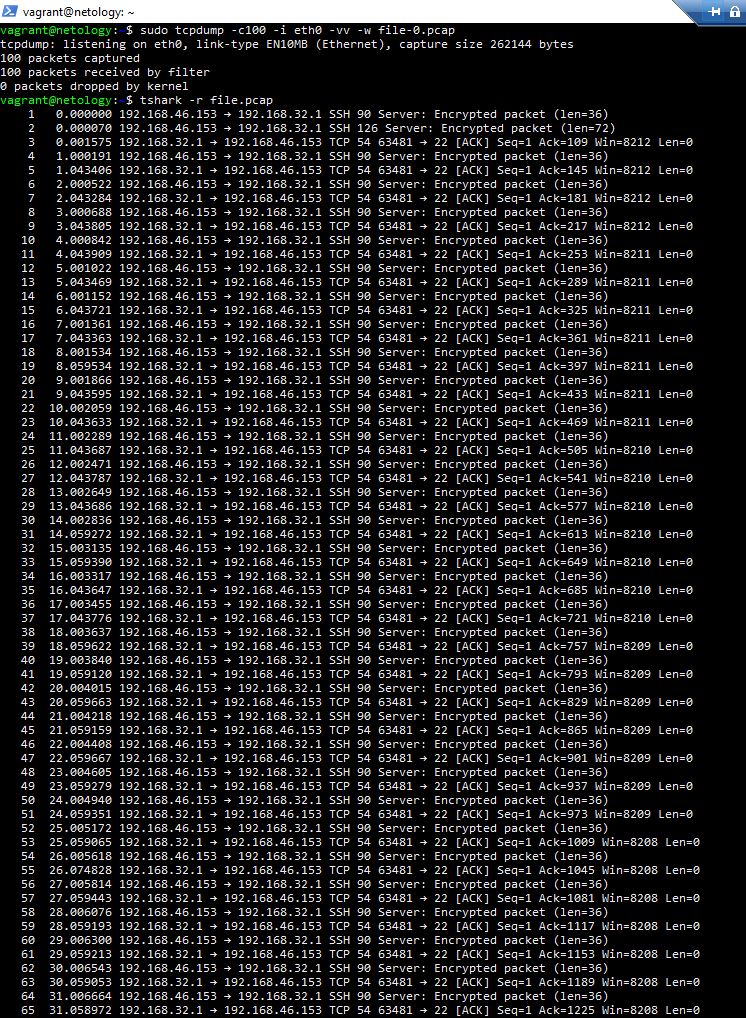 vagrant@netology: ~
vagrant@netology:~$ sudo tcpdump -c100 -i eth0 -vv -w file-0.pcap
tcpdump: listening on eth0, link-type EN10MB (Ethernet), capture size 262144 bytes
100 packets captured
100 packets received by filter
0 packets dropped by kernel
vagrant@netology:~$ tshark -r file.pcap
1 0.000000 192.168.46.153 → 192.168.32.1 SSH 90 Server: Encrypted packet (len=36)
2 0.000070 192.168.46.153 → 192.168.32.1 SSH 126 Server: Encrypted packet (len=72)
3 0.001575 192.168.32.1 → 192.168.46.153 TCP 54 63481 → 22 [ACK] Seq=1 Ack=109 Win=8212 Len=0
4 1.000191 192.168.46.153 → 192.168.32.1 SSH 90 Server: Encrypted packet (len=36)
5 1.043406 192.168.32.1 → 192.168.46.153 TCP 54 63481 → 22 [ACK] Seq=1 Ack=145 Win=8212 Len=0
6 2.000522 192.168.46.153 → 192.168.32.1 SSH 90 Server: Encrypted packet (len=36)
7 2.043284 192.168.32.1 → 192.168.46.153 TCP 54 63481 → 22 [ACK] Seq=1 Ack=181 Win=8212 Len=0
8 3.000688 192.168.46.153 → 192.168.32.1 SSH 90 Server: Encrypted packet (len=36)
9 3.043805 192.168.32.1 → 192.168.46.153 TCP 54 63481 → 22 [ACK] Seq=1 Ack=217 Win=8212 Len=0
10 4.000842 192.168.46.153 → 192.168.32.1 SSH 90 Server: Encrypted packet (len=36)
11 4.043909 192.168.32.1 → 192.168.46.153 TCP 54 63481 → 22 [ACK] Seq=1 Ack=253 Win=8211 Len=0
12 5.001022 192.168.46.153 → 192.168.32.1 SSH 90 Server: Encrypted packet (len=36)
13 5.043469 192.168.32.1 → 192.168.46.153 TCP 54 63481 → 22 [ACK] Seq=1 Ack=289 Win=8211 Len=0
14 6.001152 192.168.46.153 → 192.168.32.1 SSH 90 Server: Encrypted packet (len=36)
15 6.043721 192.168.32.1 → 192.168.46.153 TCP 54 63481 → 22 [ACK] Seq=1 Ack=325 Win=8211 Len=0
16 7.001361 192.168.46.153 → 192.168.32.1 SSH 90 Server: Encrypted packet (len=36)
17 7.043363 192.168.32.1 → 192.168.46.153 TCP 54 63481 → 22 [ACK] Seq=1 Ack=361 Win=8211 Len=0
18 8.001534 192.168.46.153 → 192.168.32.1 SSH 90 Server: Encrypted packet (len=36)
19 8.059534 192.168.32.1 → 192.168.46.153 TCP 54 63481 → 22 [ACK] Seq=1 Ack=397 Win=8211 Len=0
20 9.001866 192.168.46.153 → 192.168.32.1 SSH 90 Server: Encrypted packet (len=36)
21 9.043595 192.168.32.1 → 192.168.46.153 TCP 54 63481 → 22 [ACK] Seq=1 Ack=433 Win=8211 Len=0
22 10.002059 192.168.46.153 → 192.168.32.1 SSH 90 Server: Encrypted packet (len=36)
23 10.043633 192.168.32.1 → 192.168.46.153 TCP 54 63481 → 22 [ACK] Seq=1 Ack=469 Win=8211 Len=0
24 11.002289 192.168.46.153 → 192.168.32.1 SSH 90 Server: Encrypted packet (len=36)
25 11.043687 192.168.32.1 → 192.168.46.153 TCP 54 63481 → 22 [ACK] Seq=1 Ack=505 Win=8210 Len=0
26 12.002471 192.168.46.153 → 192.168.32.1 SSH 90 Server: Encrypted packet (len=36)
27 12.043787 192.168.32.1 → 192.168.46.153 TCP 54 63481 → 22 [ACK] Seq=1 Ack=541 Win=8210 Len=0
28 13.002649 192.168.46.153 → 192.168.32.1 SSH 90 Server: Encrypted packet (len=36)
29 13.043686 192.168.32.1 → 192.168.46.153 TCP 54 63481 → 22 [ACK] Seq=1 Ack=577 Win=8210 Len=0
30 14.002836 192.168.46.153 → 192.168.32.1 SSH 90 Server: Encrypted packet (len=36)
31 14.059272 192.168.32.1 → 192.168.46.153 TCP 54 63481 → 22 [ACK] Seq=1 Ack=613 Win=8210 Len=0
32 15.003135 192.168.46.153 → 192.168.32.1 SSH 90 Server: Encrypted packet (len=36)
33 15.059390 192.168.32.1 → 192.168.46.153 TCP 54 63481 → 22 [ACK] Seq=1 Ack=649 Win=8210 Len=0
34 16.003317 192.168.46.153 → 192.168.32.1 SSH 90 Server: Encrypted packet (len=36)
35 16.043647 192.168.32.1 → 192.168.46.153 TCP 54 63481 → 22 [ACK] Seq=1 Ack=685 Win=8210 Len=0
36 17.003455 192.168.46.153 → 192.168.32.1 SSH 90 Server: Encrypted packet (len=36)
37 17.043776 192.168.32.1 → 192.168.46.153 TCP 54 63481 → 22 [ACK] Seq=1 Ack=721 Win=8210 Len=0
38 18.003637 192.168.46.153 → 192.168.32.1 SSH 90 Server: Encrypted packet (len=36)
39 18.059622 192.168.32.1 → 192.168.46.153 TCP 54 63481 → 22 [ACK] Seq=1 Ack=757 Win=8209 Len=0
40 19.003840 192.168.46.153 → 192.168.32.1 SSH 90 Server: Encrypted packet (len=36)
41 19.059120 192.168.32.1 → 192.168.46.153 TCP 54 63481 → 22 [ACK] Seq=1 Ack=793 Win=8209 Len=0
42 20.004015 192.168.46.153 → 192.168.32.1 SSH 90 Server: Encrypted packet (len=36)
43 20.059663 192.168.32.1 → 192.168.46.153 TCP 54 63481 → 22 [ACK] Seq=1 Ack=829 Win=8209 Len=0
44 21.004218 192.168.46.153 → 192.168.32.1 SSH 90 Server: Encrypted packet (len=36)
45 21.059159 192.168.32.1 → 192.168.46.153 TCP 54 63481 → 22 [ACK] Seq=1 Ack=865 Win=8209 Len=0
46 22.004408 192.168.46.153 → 192.168.32.1 SSH 90 Server: Encrypted packet (len=36)
47 22.059667 192.168.32.1 → 192.168.46.153 TCP 54 63481 → 22 [ACK] Seq=1 Ack=901 Win=8209 Len=0
48 23.004605 192.168.46.153 → 192.168.32.1 SSH 90 Server: Encrypted packet (len=36)
49 23.059279 192.168.32.1 → 192.168.46.153 TCP 54 63481 → 22 [ACK] Seq=1 Ack=937 Win=8209 Len=0
50 24.004940 192.168.46.153 → 192.168.32.1 SSH 90 Server: Encrypted packet (len=36)
51 24.059351 192.168.32.1 → 192.168.46.153 TCP 54 63481 → 22 [ACK] Seq=1 Ack=973 Win=8209 Len=0
52 25.005172 192.168.46.153 → 192.168.32.1 SSH 90 Server: Encrypted packet (len=36)
53 25.059065 192.168.32.1 → 192.168.46.153 TCP 54 63481 → 22 [ACK] Seq=1 Ack=1009 Win=8208 Len=0
54 26.005618 192.168.46.153 → 192.168.32.1 SSH 90 Server: Encrypted packet (len=36)
55 26.074828 192.168.32.1 → 192.168.46.153 TCP 54 63481 → 22 [ACK] Seq=1 Ack=1045 Win=8208 Len=0
56 27.005814 192.168.46.153 → 192.168.32.1 SSH 90 Server: Encrypted packet (len=36)
57 27.059443 192.168.32.1 → 192.168.46.153 TCP 54 63481 → 22 [ACK] Seq=1 Ack=1081 Win=8208 Len=0
58 28.006076 192.168.46.153 → 192.168.32.1 SSH 90 Server: Encrypted packet (len=36)
59 28.059193 192.168.32.1 → 192.168.46.153 TCP 54 63481 → 22 [ACK] Seq=1 Ack=1117 Win=8208 Len=0
60 29.006300 192.168.46.153 → 192.168.32.1 SSH 90 Server: Encrypted packet (len=36)
61 29.059213 192.168.32.1 → 192.168.46.153 TCP 54 63481 → 22 [ACK] Seq=1 Ack=1153 Win=8208 Len=0
62 30.006543 192.168.46.153 → 192.168.32.1 SSH 90 Server: Encrypted packet (len=36)
63 30.059053 192.168.32.1 → 192.168.46.153 TCP 54 63481 → 22 [ACK] Seq=1 Ack=1189 Win=8208 Len=0
64 31.006664 192.168.46.153 → 192.168.32.1 SSH 90 Server: Encrypted packet (len=36)
65 31.058972 192.168.32.1 → 192.168.46.153 TCP 54 63481 → 22 [ACK] Seq=1 Ack=1225 Win=8208 Len=0